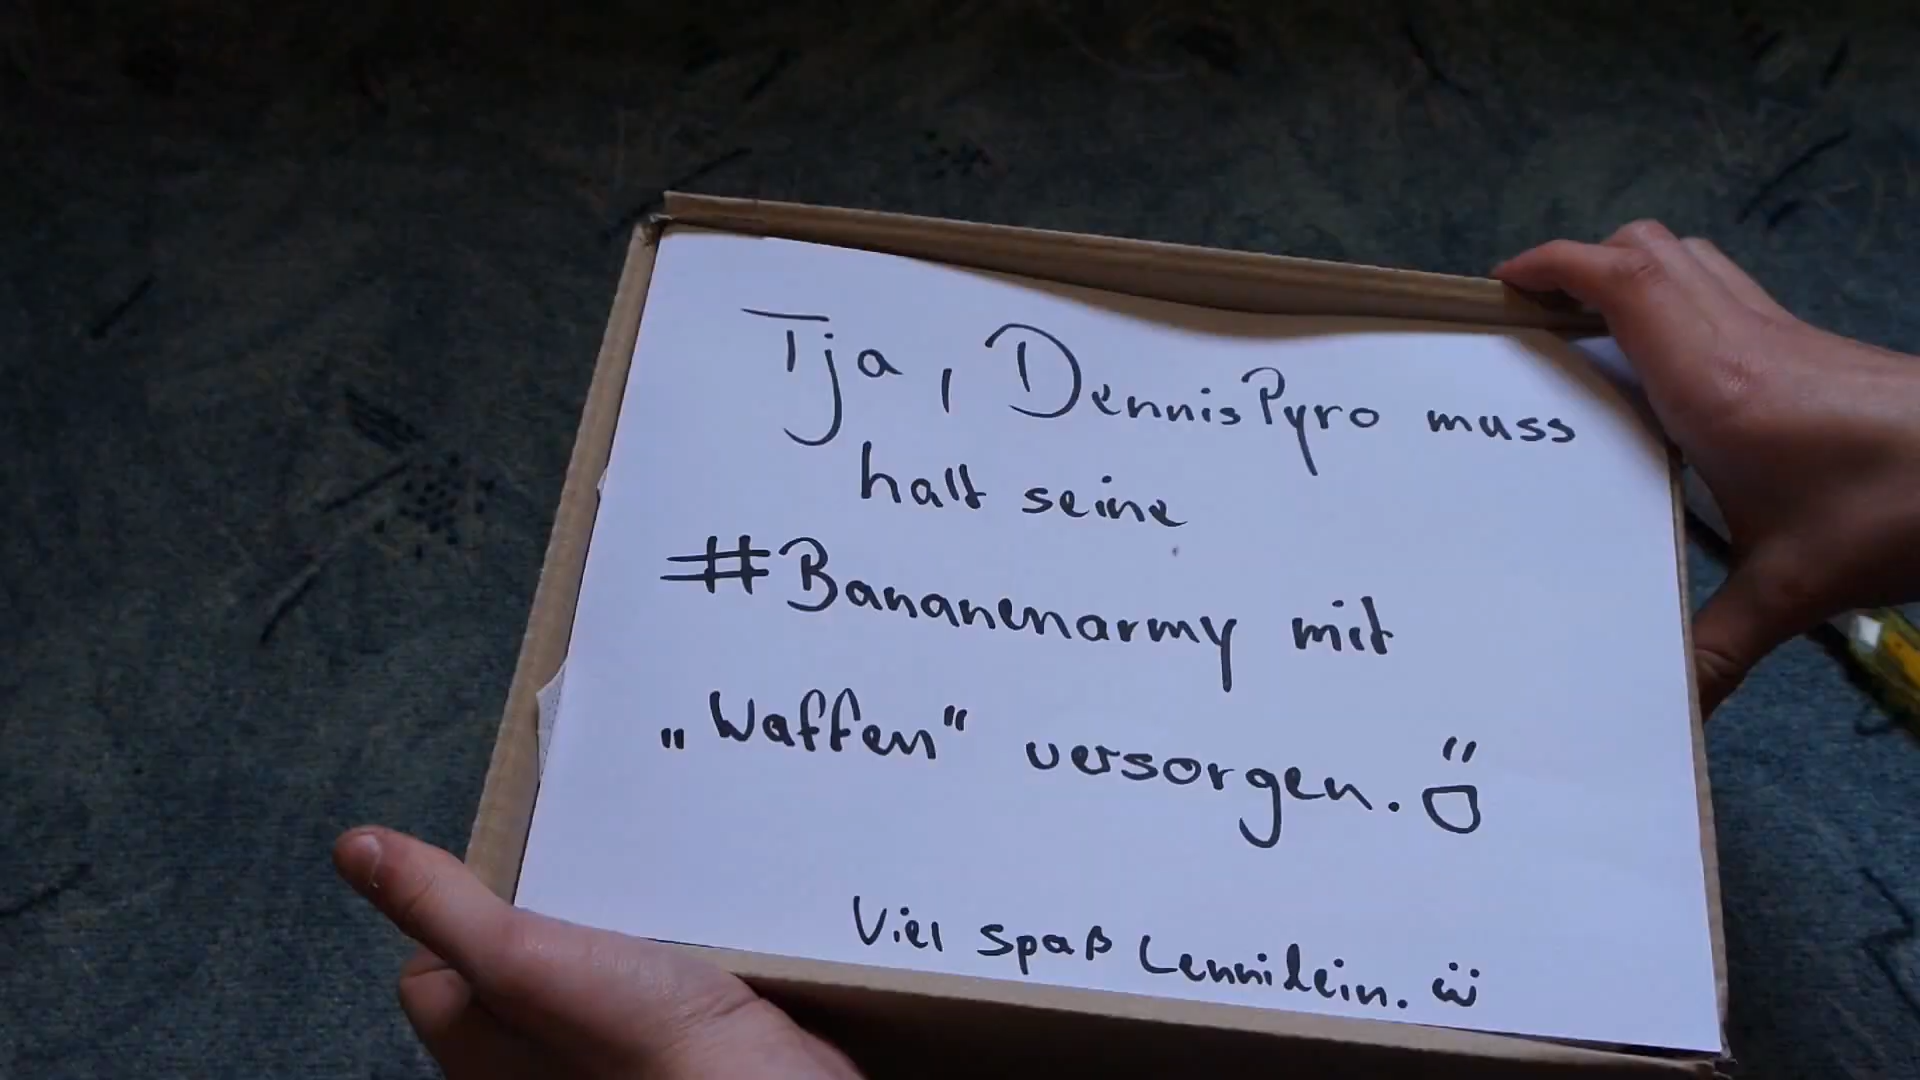 Tja, DennisPyro muss
halt seine
#Bananenarmy mit
„Waffen“ versorgen.
Viel spaß Lennilein.